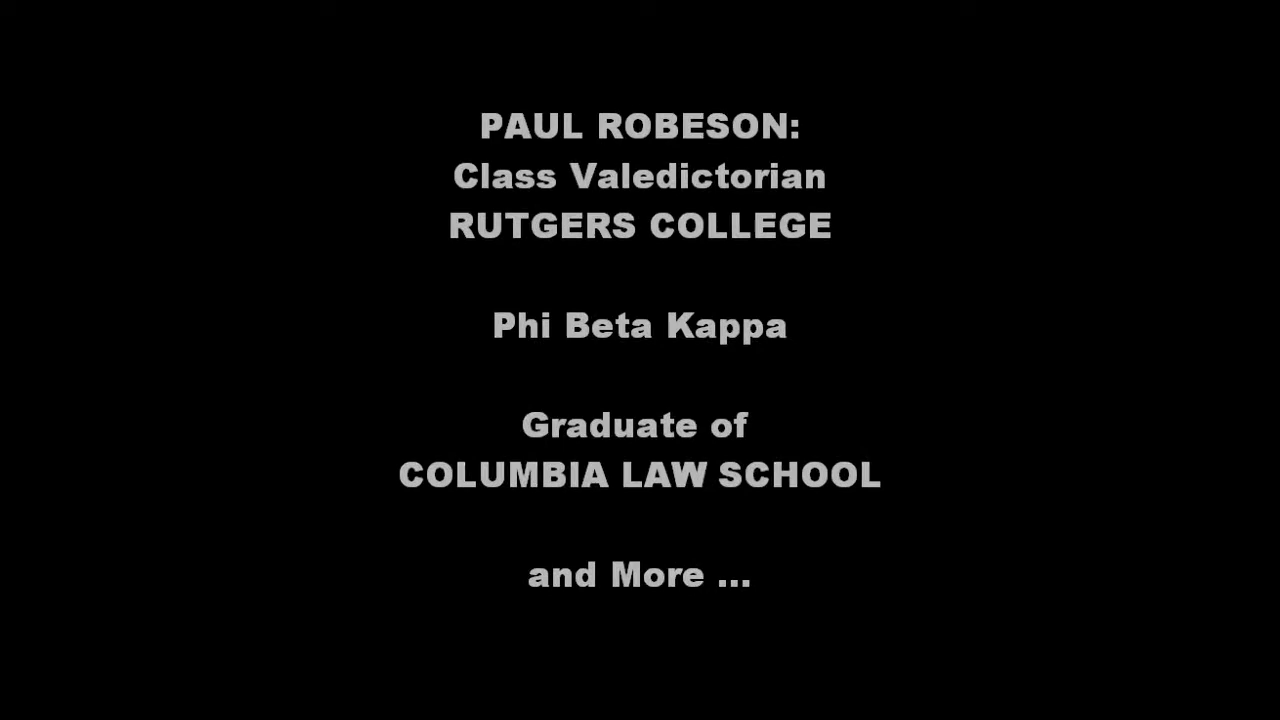 PAUL ROBESON:
Class Valedictorian
RUTGERS COLLEGE
Phi Beta Kappa
Graduate of
COLUMBIA LAW SCHOOL
and More ...